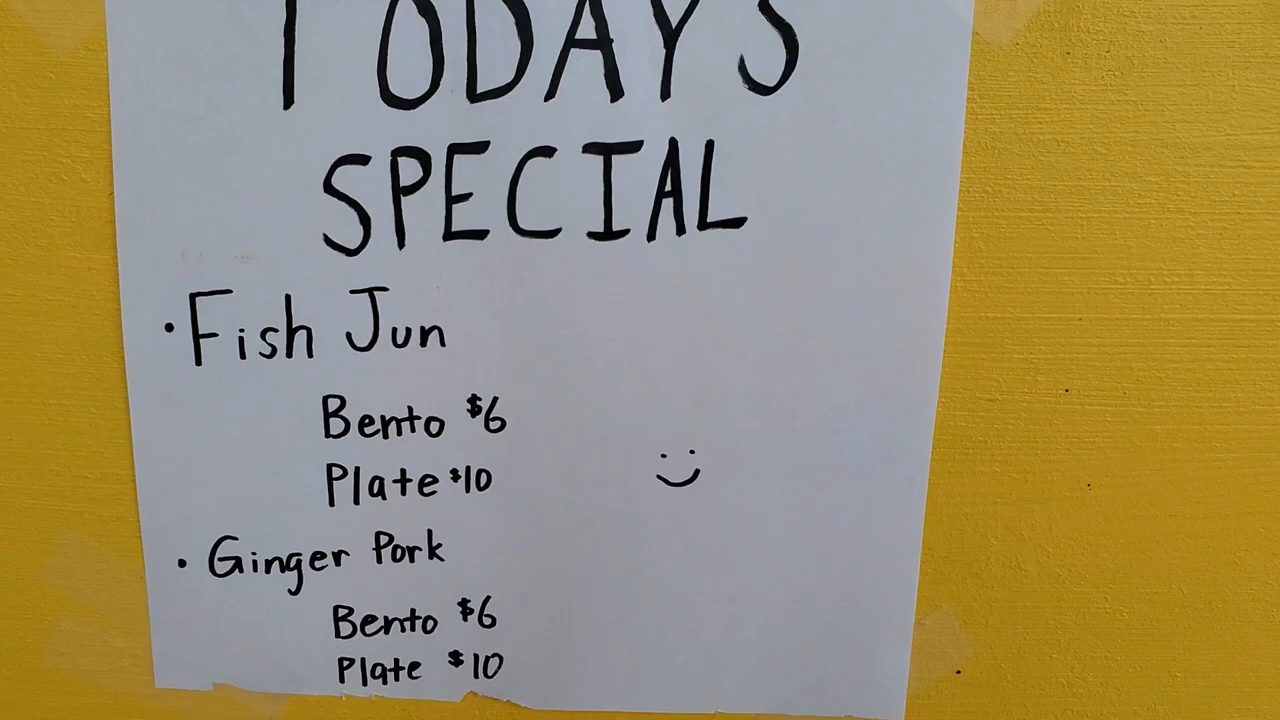 TODAYS
SPECIAL
• Fish Jun
Bento $6
Plate $10
• Ginger Pork
Bento $6
Plate $10